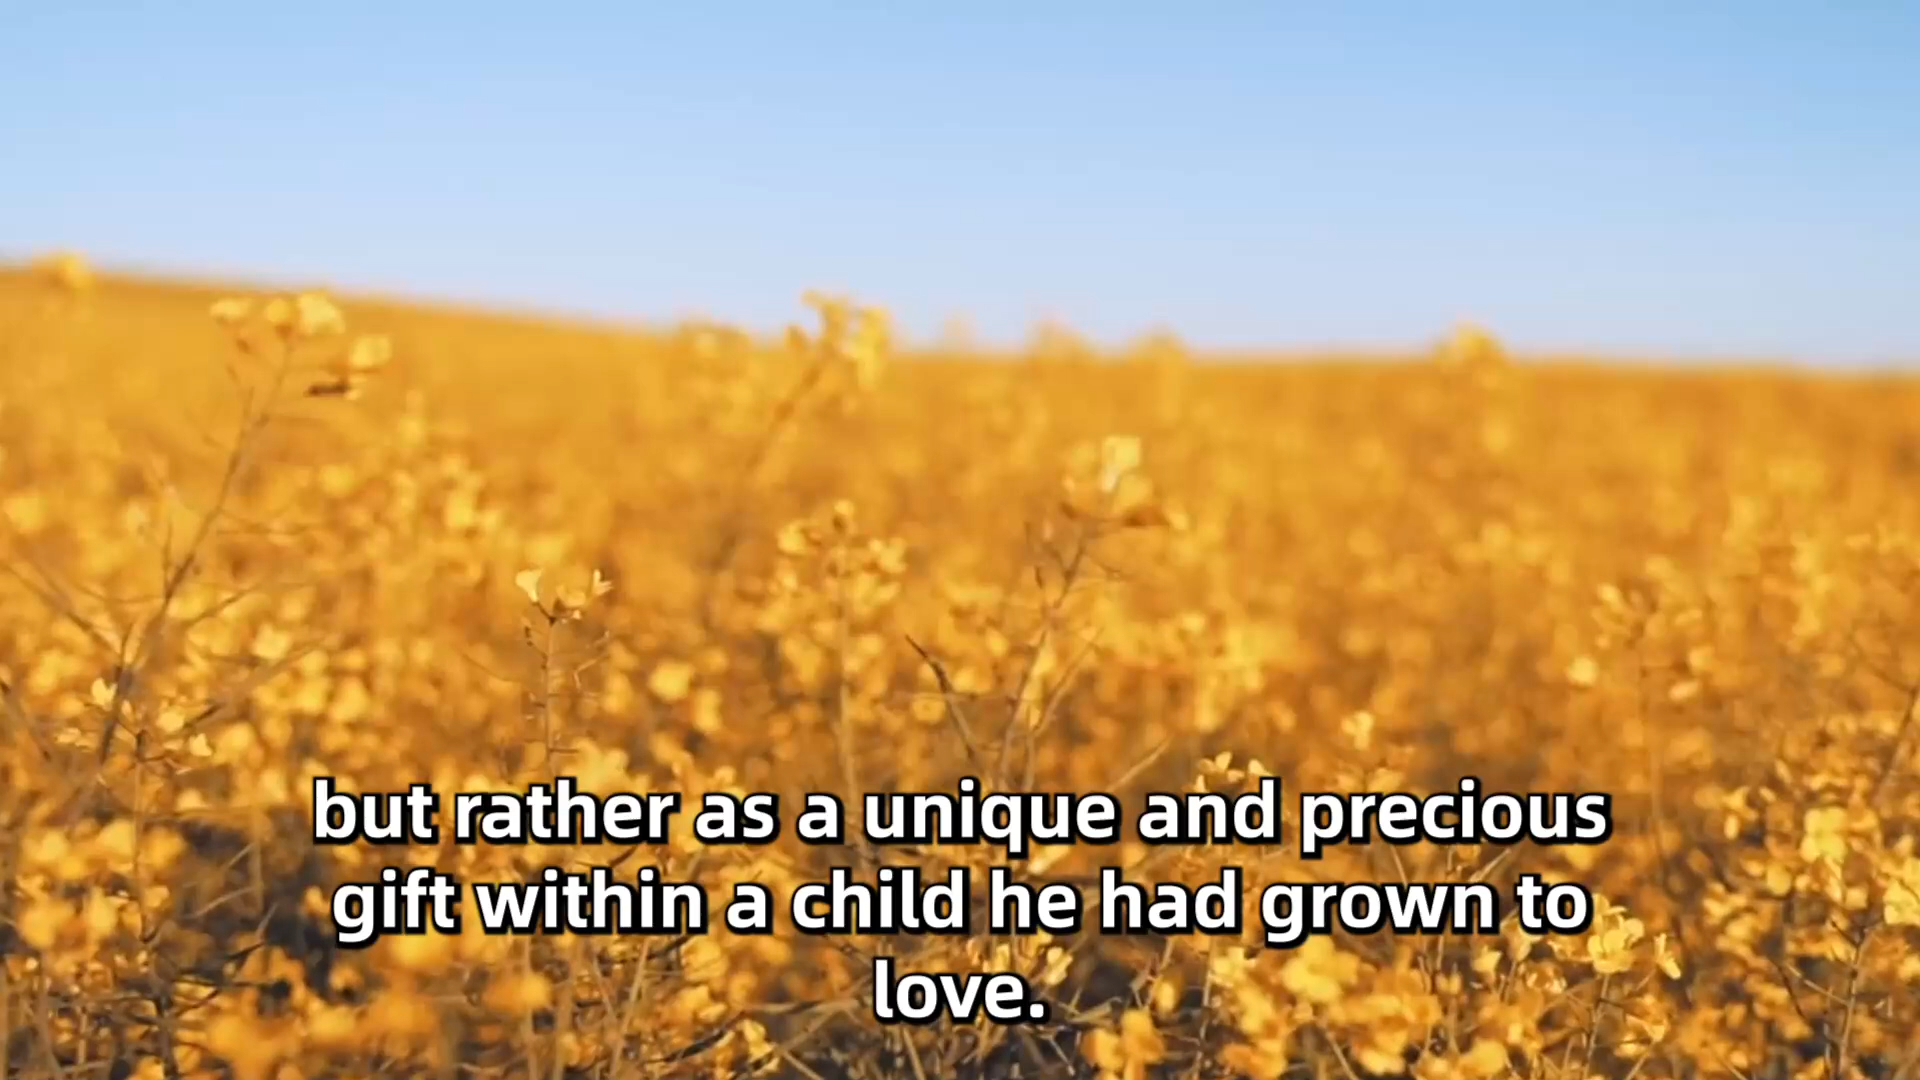 but rather as a unique and precious
gift within a child he had grown to
love.